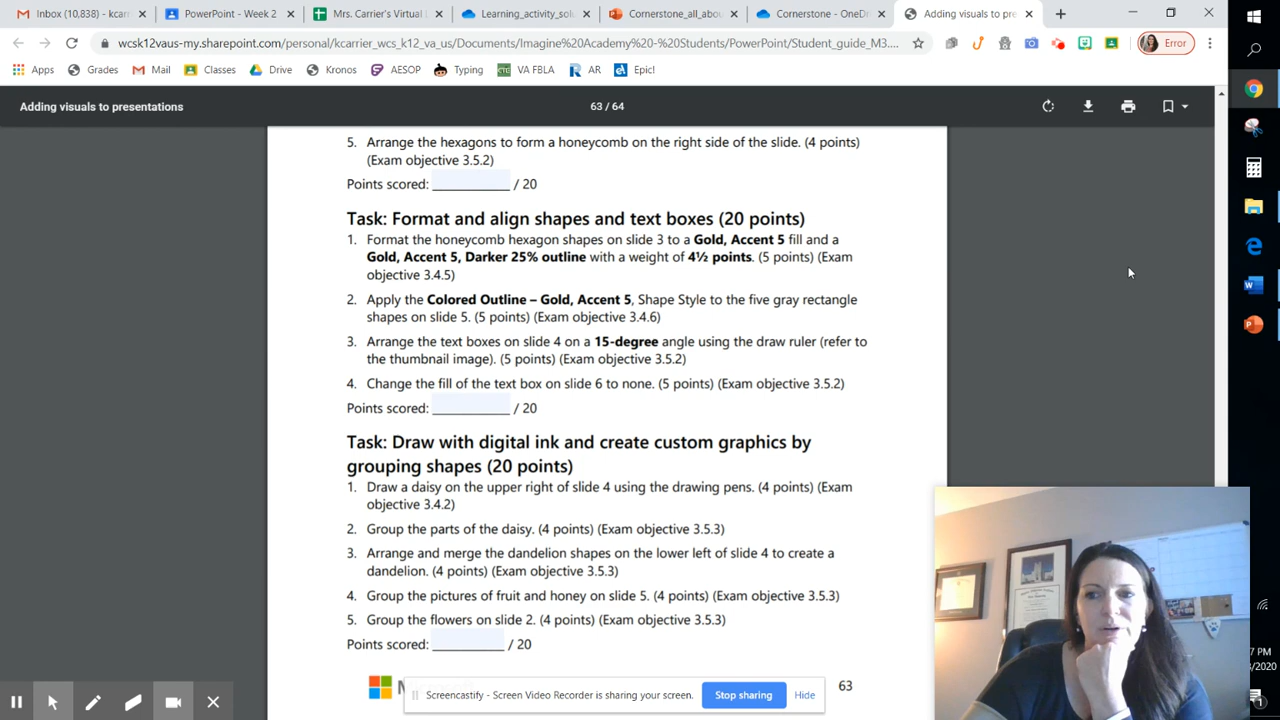 Inbox (10,838) - kcarr
PowerPoint - Week 2
Mrs. Carrier's Virtual
Learning_activity_sol
Cornerstone_all_abou
Cornerstone - OneDr
Adding visuals to pres
wcsk12vaus-my.sharepoint.com/personal/kcarrier_wcs_k12_va_us/Documents/Imagine%20Academy%20-%20Students/PowerPoint/Student_guide_M3....
Error
Apps
Grades
Mail
Classes
Drive
Kronos
AESOP
Typing
VA FBLA
AR
Epic!
Adding visuals to presentations
63 / 64
5. Arrange the hexagons to form a honeycomb on the right side of the slide. (4 points)
(Exam objective 3.5.2)
Points scored: / 20
Task: Format and align shapes and text boxes (20 points)
1. Format the honeycomb hexagon shapes on slide 3 to a Gold, Accent 5 fill and a
Gold, Accent 5, Darker 25% outline with a weight of 4½ points. (5 points) (Exam
objective 3.4.5)
2. Apply the Colored Outline – Gold, Accent 5, Shape Style to the five gray rectangle
shapes on slide 5. (5 points) (Exam objective 3.4.6)
3. Arrange the text boxes on slide 4 on a 15-degree angle using the draw ruler (refer to
the thumbnail image). (5 points) (Exam objective 3.5.2)
4. Change the fill of the text box on slide 6 to none. (5 points) (Exam objective 3.5.2)
Points scored: / 20
Task: Draw with digital ink and create custom graphics by
grouping shapes (20 points)
1. Draw a daisy on the upper right of slide 4 using the drawing pens. (4 points) (Exam
objective 3.4.2)
2. Group the parts of the daisy. (4 points) (Exam objective 3.5.3)
3. Arrange and merge the dandelion shapes on the lower left of slide 4 to create a
dandelion. (4 points) (Exam objective 3.5.3)
4. Group the pictures of fruit and honey on slide 5. (4 points) (Exam objective 3.5.3)
5. Group the flowers on slide 2. (4 points) (Exam objective 3.5.3)
Points scored: / 20
63
Screencastify - Screen Video Recorder is sharing your screen.
Stop sharing
Hide
7 PM
/2020